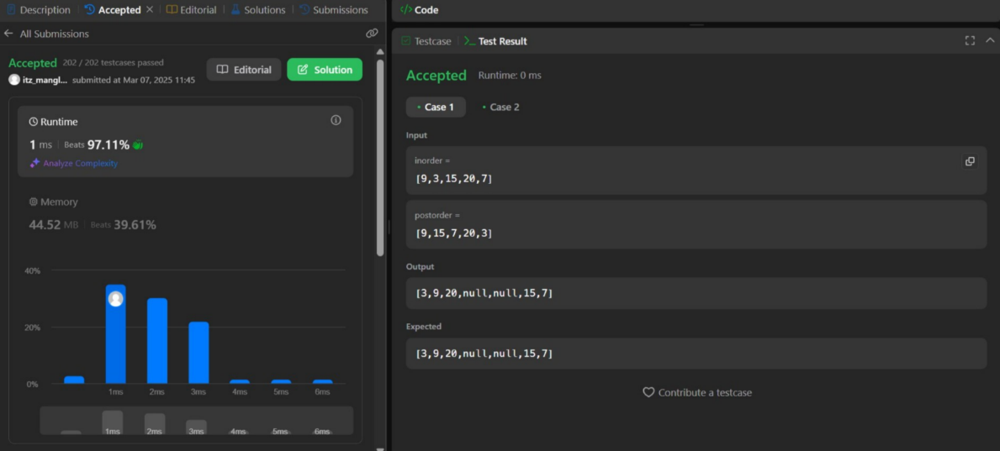 Description
Accepted
Editorial
Solutions
Submissions
All Submissions
Accepted 202 / 202 testcases passed
itz_mangl... submitted at Mar 07, 2025 11:45
Editorial
Solution
Runtime
1 ms Beats 97.11%
Analyze Complexity
Memory
44.52 MB Beats 39.61%
40%
20%
0%
1ms 2ms 3ms 4ms 5ms 6ms
1ms 2ms 3ms 4ms 5ms 6ms
</> Code
Testcase
>_ Test Result
Accepted Runtime: 0 ms
• Case 1 • Case 2
Input
inorder =
[9,3,15,20,7]
postorder =
[9,15,7,20,3]
Output
[3,9,20,null,null,15,7]
Expected
[3,9,20,null,null,15,7]
Contribute a testcase